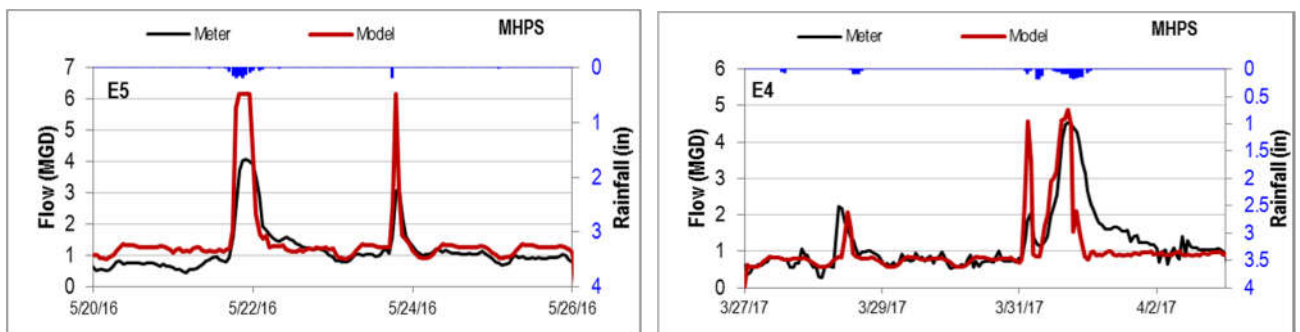 Meter Model MHPS
7 0
E5
6
1
5
4
2
3
2 3
1
0 4
Flow (MGD)
Rainfall (in)
5/20/16 5/22/16 5/24/16 5/26/16
Meter Model MHPS
6 0
E4
0.5
5
1
4
1.5
3 2
2.5
2
3
1
3.5
0 4
Flow (MGD)
Rainfall (in)
3/27/17 3/29/17 3/31/17 4/2/17